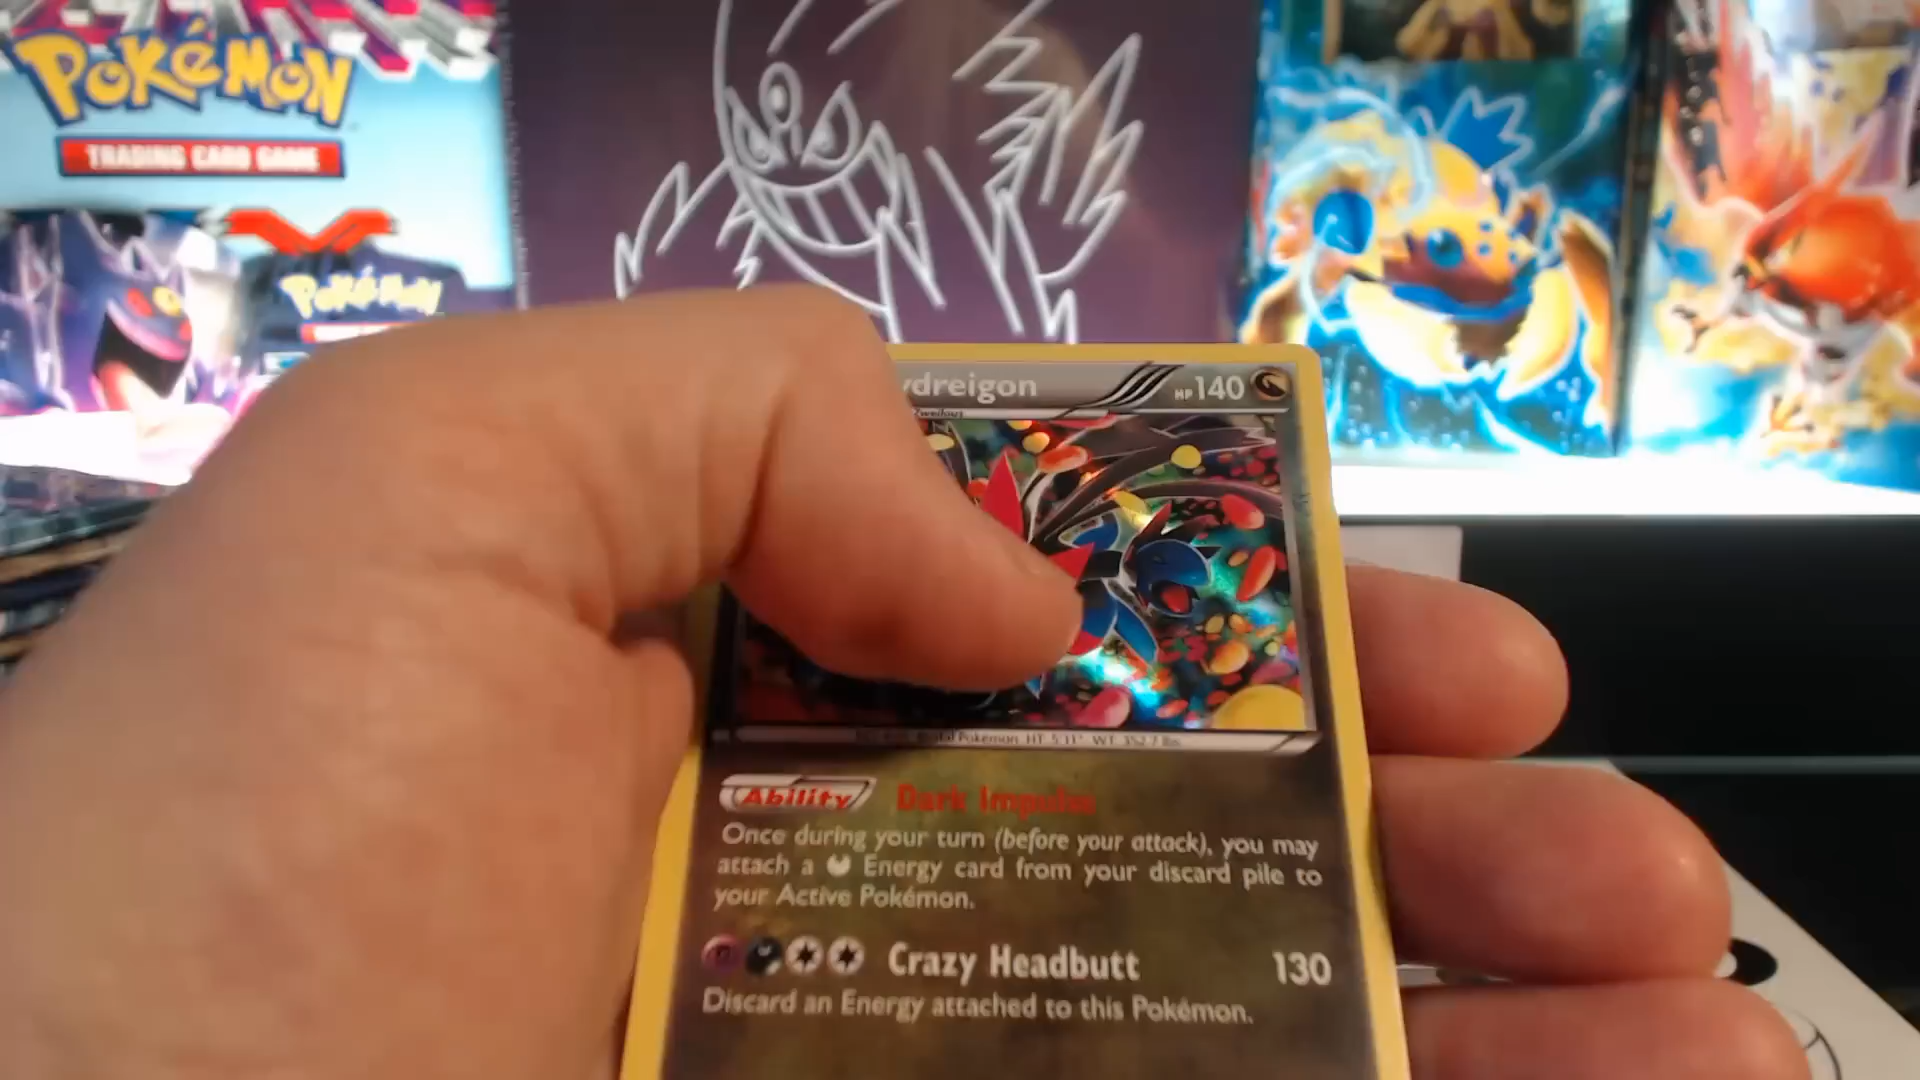 POKéMON
TRADING CARD GAME
POKéMON
ydreigon
HP140
Zweilous
Pokémon. HT: 5'11" WT: 352.7 lbs.
Ability Dark Impulse
Once during your turn (before your attack), you may
attach a Energy card from your discard pile to
your Active Pokémon.
Crazy Headbutt 130
Discard an Energy attached to this Pokémon.